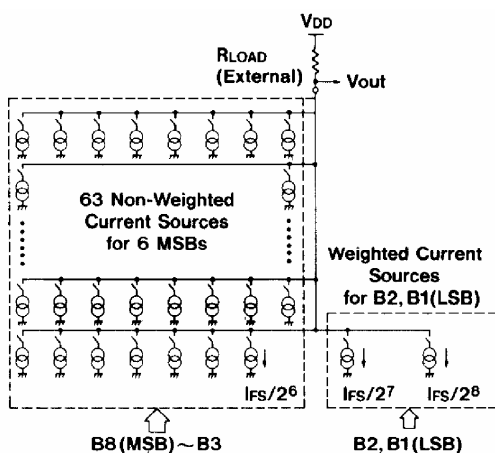 VDD
RLOAD
(External)
Vout
63 Non-Weighted
Current Sources
for 6 MSBs
Weighted Current
Sources
for B2, B1(LSB)
IFS/2⁶
IFS/2⁷
IFS/2⁸
B8(MSB)~B3
B2, B1(LSB)